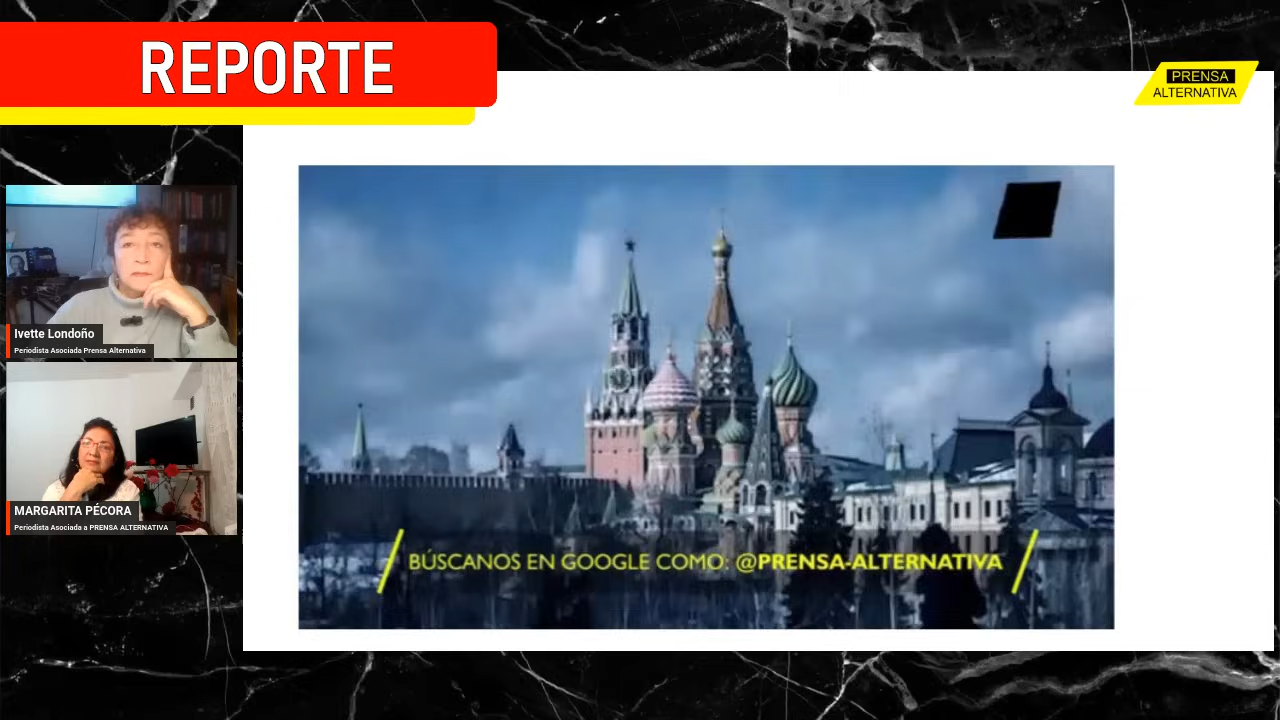 REPORTE
PRENSA
ALTERNATIVA
Ivette Londoño
Periodista Asociada Prensa Alternativa
MARGARITA PÉCORA
Periodista Asociada a PRENSA ALTERNATIVA
BÚSCANOS EN GOOGLE COMO: @PRENSA-ALTERNATIVA